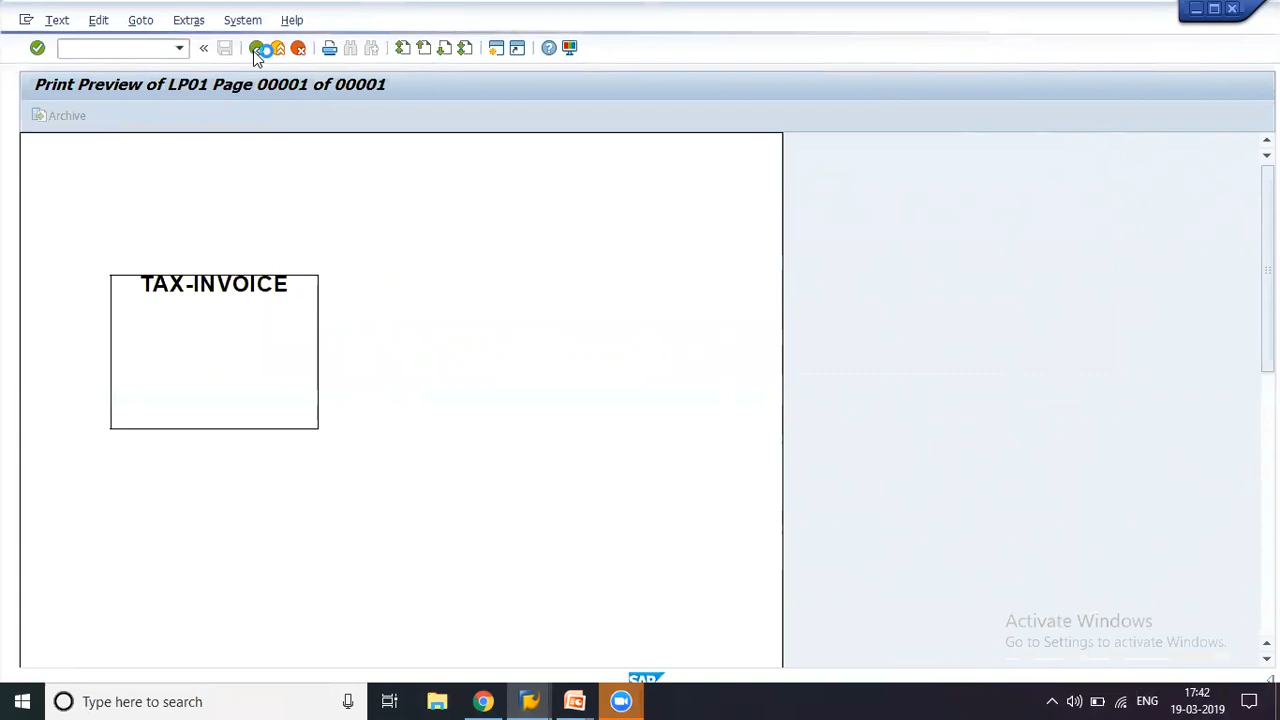 Text Edit Goto Extras System Help
Print Preview of LP01 Page 00001 of 00001
Archive
TAX-INVOICE
Activate Windows
Go to Settings to activate Windows.
SAP
Type here to search
ENG
17:42
19-03-2019